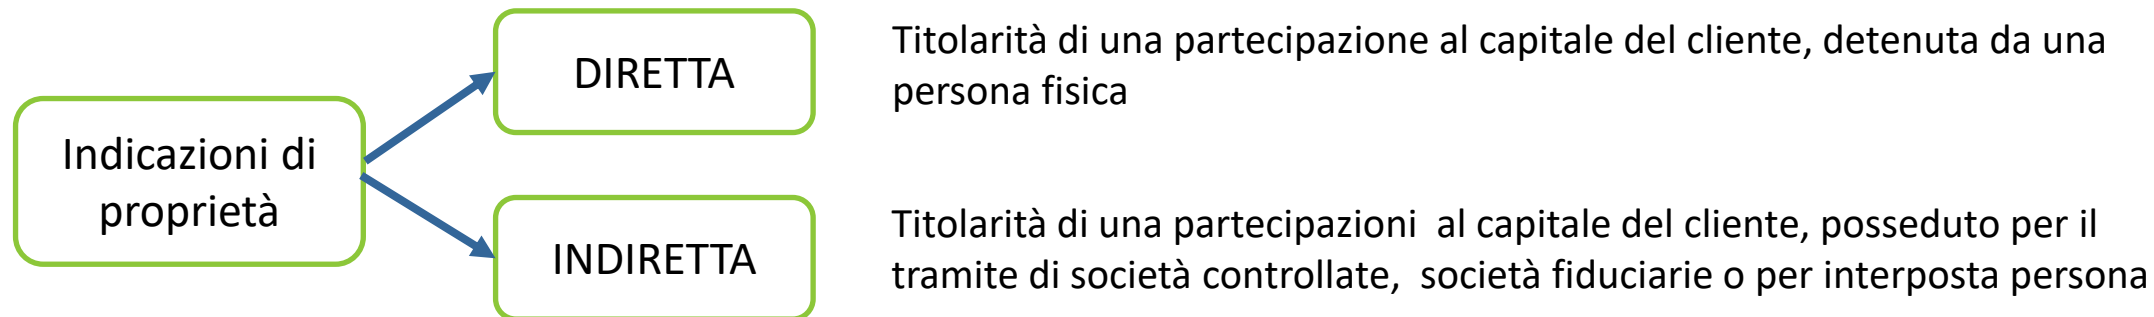 Indicazioni di
proprietà
DIRETTA
Titolarità di una partecipazione al capitale del cliente, detenuta da una
persona fisica
INDIRETTA
Titolarità di una partecipazioni  al capitale del cliente, posseduto per il
tramite di società controllate,  società fiduciarie o per interposta persona